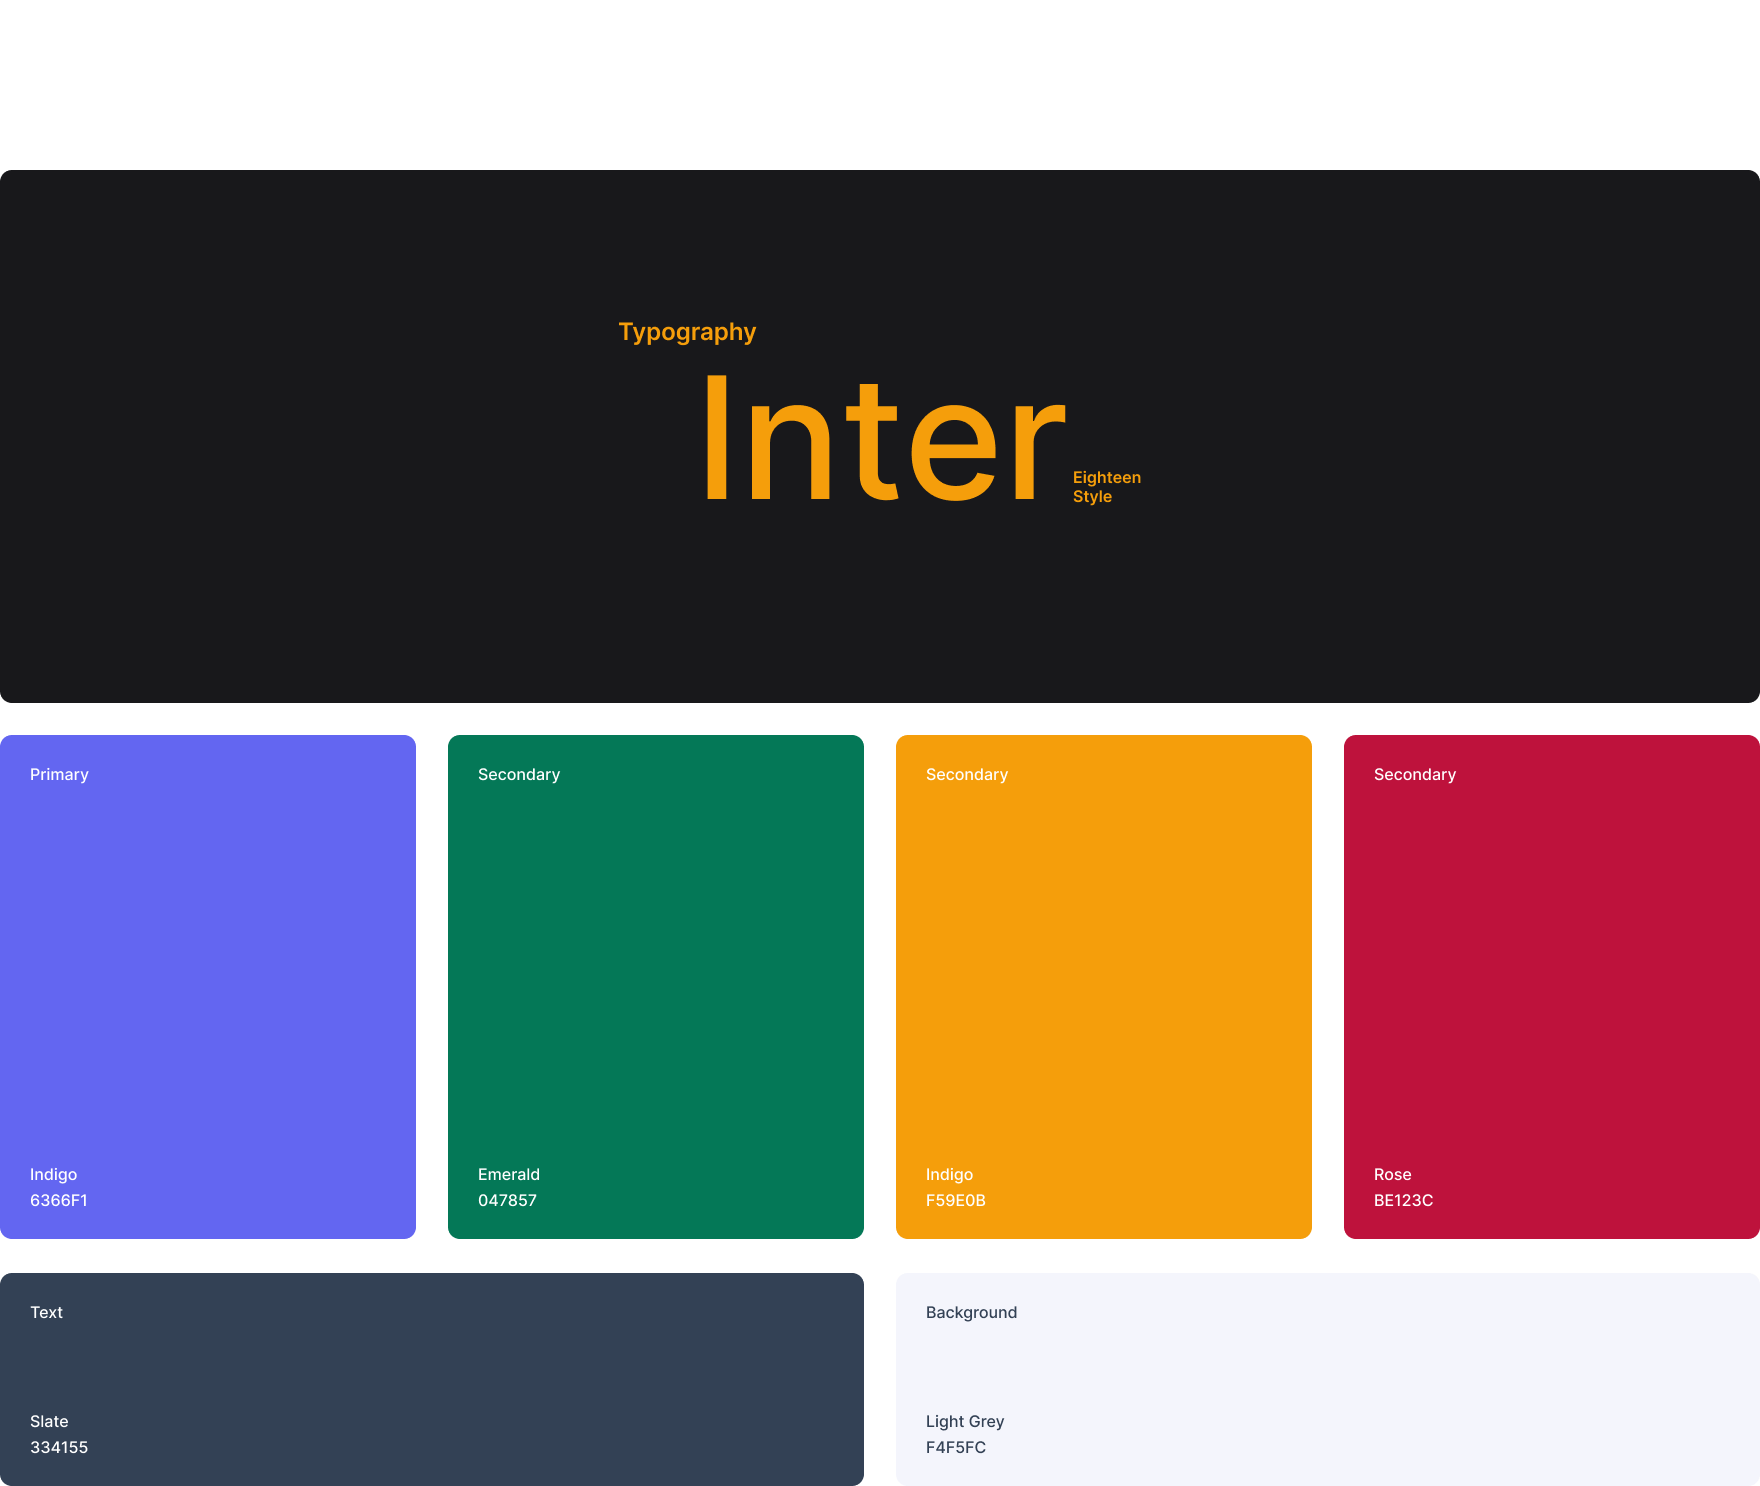 Typography
Inter
Eighteen
Style
Primary
Indigo
6366F1
Secondary
Emerald
047857
Secondary
Indigo
F59E0B
Secondary
Rose
BE123C
Text
Slate
334155
Background
Light Grey
F4F5FC